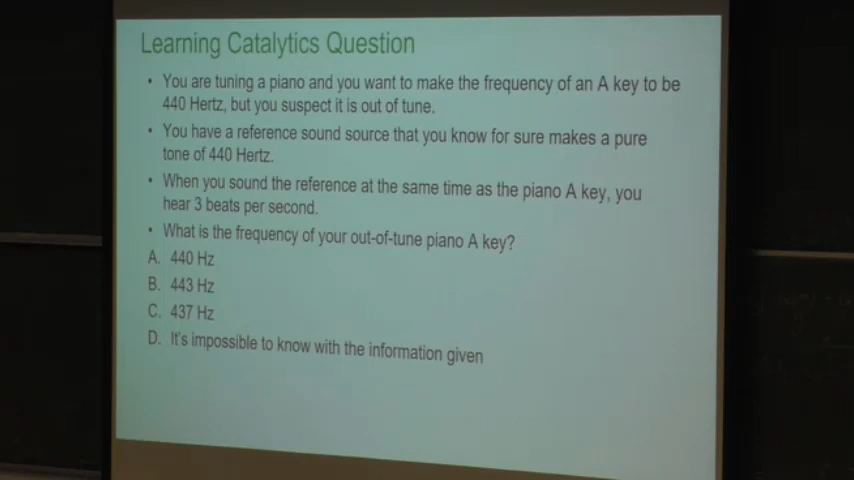 Learning Catalytics Question
• You are tuning a piano and you want to make the frequency of an A key to be
440 Hertz, but you suspect it is out of tune.
• You have a reference sound source that you know for sure makes a pure
tone of 440 Hertz.
• When you sound the reference at the same time as the piano A key, you
hear 3 beats per second.
• What is the frequency of your out-of-tune piano A key?
A. 440 Hz
B. 443 Hz
C. 437 Hz
D. It's impossible to know with the information given